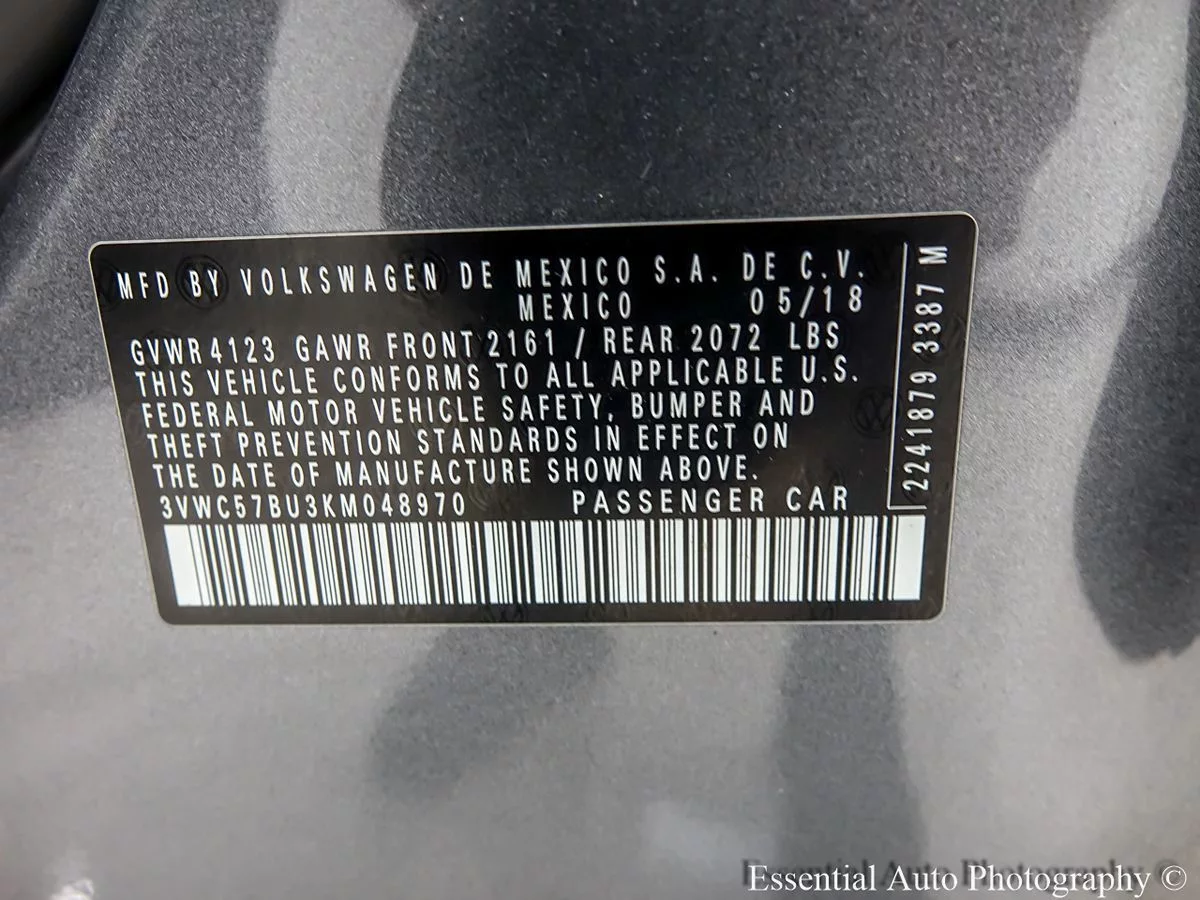 MFD BY VOLKSWAGEN DE MEXICO S.A. DE C.V.
MEXICO 05/18
GVWR 4123 GAWR FRONT 2161 / REAR 2072 LBS
THIS VEHICLE CONFORMS TO ALL APPLICABLE U.S.
FEDERAL MOTOR VEHICLE SAFETY, BUMPER AND
THEFT PREVENTION STANDARDS IN EFFECT ON
THE DATE OF MANUFACTURE SHOWN ABOVE.
3VWC57BU3KM048970 PASSENGER CAR
2241879 3387 M
Essential Auto Photography ©